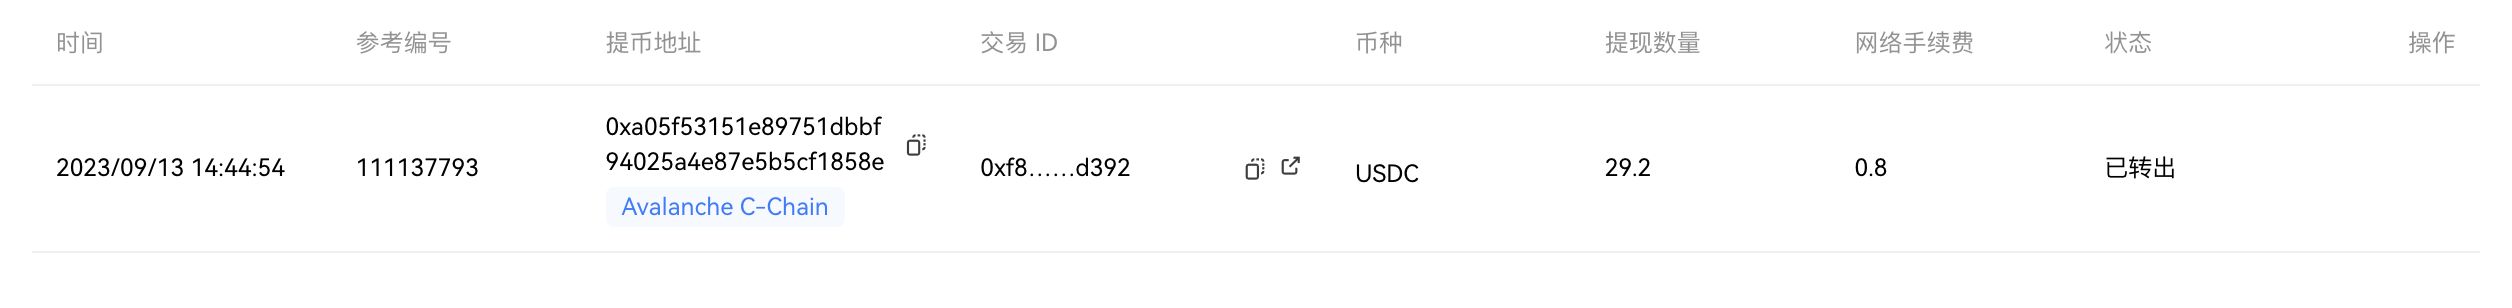 时间 参考编号 提币地址 交易 ID 币种 提现数量 网络手续费 状态 操作
0xa05f53151e89751dbbf
2023/09/13 14:44:54 111137793 94025a4e87e5b5cf1858e 0xf8......d392 USDC 29.2 0.8 已转出
Avalanche C-Chain